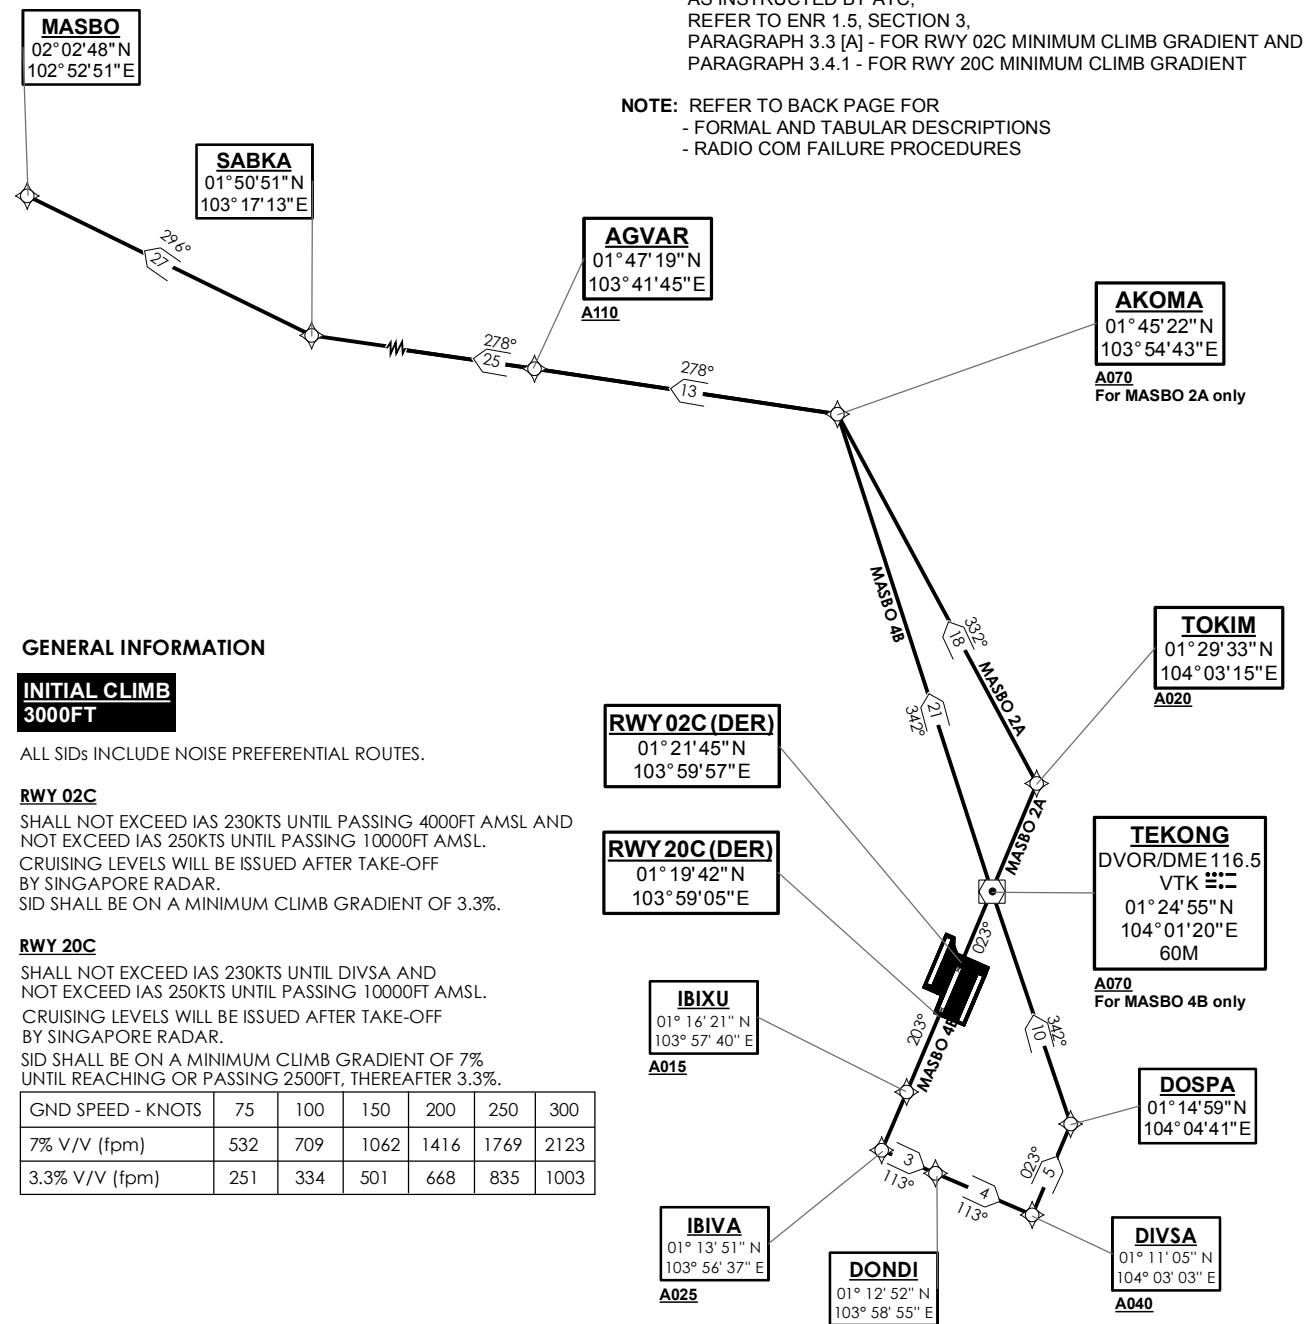 AS INSTRUCTED BY ATC,
REFER TO ENR 1.5, SECTION 3,
PARAGRAPH 3.3 [A] - FOR RWY 02C MINIMUM CLIMB GRADIENT AND
PARAGRAPH 3.4.1 - FOR RWY 20C MINIMUM CLIMB GRADIENT
NOTE: REFER TO BACK PAGE FOR
- FORMAL AND TABULAR DESCRIPTIONS
- RADIO COM FAILURE PROCEDURES
MASBO
02°02'48"N
102°52'51"E
SABKA
01°50'51"N
103°17'13"E
AGVAR
01°47'19"N
103°41'45"E
A110
AKOMA
01°45'22"N
103°54'43"E
A070
For MASBO 2A only
296°
27
278°
25
278°
13
MASBO 4B
332°
18
MASBO 2A
342°
21
MASBO 2A
TOKIM
01°29'33"N
104°03'15"E
A020
GENERAL INFORMATION
INITIAL CLIMB
3000FT
ALL SIDs INCLUDE NOISE PREFERENTIAL ROUTES.
RWY 02C
SHALL NOT EXCEED IAS 230KTS UNTIL PASSING 4000FT AMSL AND
NOT EXCEED IAS 250KTS UNTIL PASSING 10000FT AMSL.
CRUISING LEVELS WILL BE ISSUED AFTER TAKE-OFF
BY SINGAPORE RADAR.
SID SHALL BE ON A MINIMUM CLIMB GRADIENT OF 3.3%.
RWY 20C
SHALL NOT EXCEED IAS 230KTS UNTIL DIVSA AND
NOT EXCEED IAS 250KTS UNTIL PASSING 10000FT AMSL.
CRUISING LEVELS WILL BE ISSUED AFTER TAKE-OFF
BY SINGAPORE RADAR.
SID SHALL BE ON A MINIMUM CLIMB GRADIENT OF 7%
UNTIL REACHING OR PASSING 2500FT, THEREAFTER 3.3%.
GND SPEED - KNOTS 75 100 150 200 250 300
7% V/V (fpm) 532 709 1062 1416 1769 2123
3.3% V/V (fpm) 251 334 501 668 835 1003
RWY 02C (DER)
01°21'45"N
103°59'57"E
RWY 20C (DER)
01°19'42"N
103°59'05"E
TEKONG
DVOR/DME 116.5
VTK
01°24'55"N
104°01'20"E
60M
A070
For MASBO 4B only
023°
203°
MASBO 4B
342°
10
IBIXU
01° 16' 21" N
103° 57' 40" E
A015
DOSPA
01°14'59"N
104°04'41"E
3
113°
4
113°
023°
5
IBIVA
01° 13' 51" N
103° 56' 37" E
A025
DONDI
01° 12' 52" N
103° 58' 55" E
DIVSA
01° 11' 05" N
104° 03' 03" E
A040